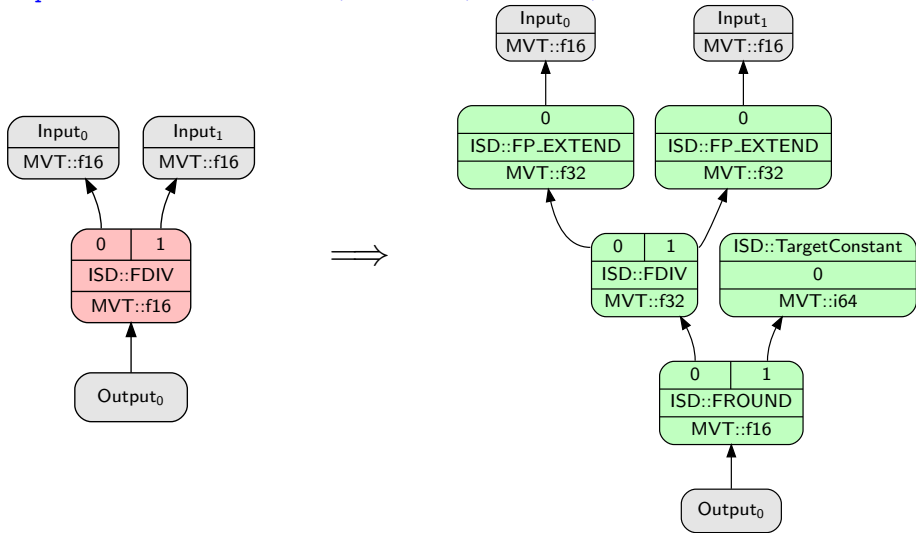 Input₀
MVT::f16
Input₁
MVT::f16
0 1
ISD::FDIV
MVT::f16
Output₀
⟹
Input₀
MVT::f16
Input₁
MVT::f16
0
ISD::FP_EXTEND
MVT::f32
0
ISD::FP_EXTEND
MVT::f32
0 1
ISD::FDIV
MVT::f32
ISD::TargetConstant
0
MVT::i64
0 1
ISD::FROUND
MVT::f16
Output₀